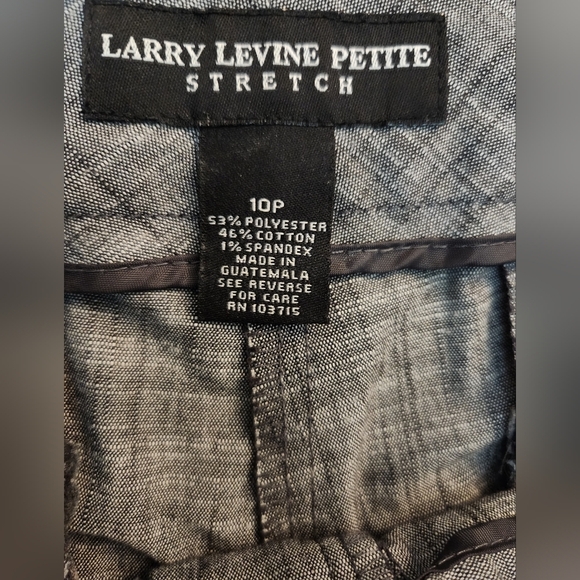 LARRY LEVINE PETITE
STRETCH
10P
53% POLYESTER
46% COTTON
1% SPANDEX
MADE IN
GUATEMALA
SEE REVERSE
FOR CARE
RN 103715